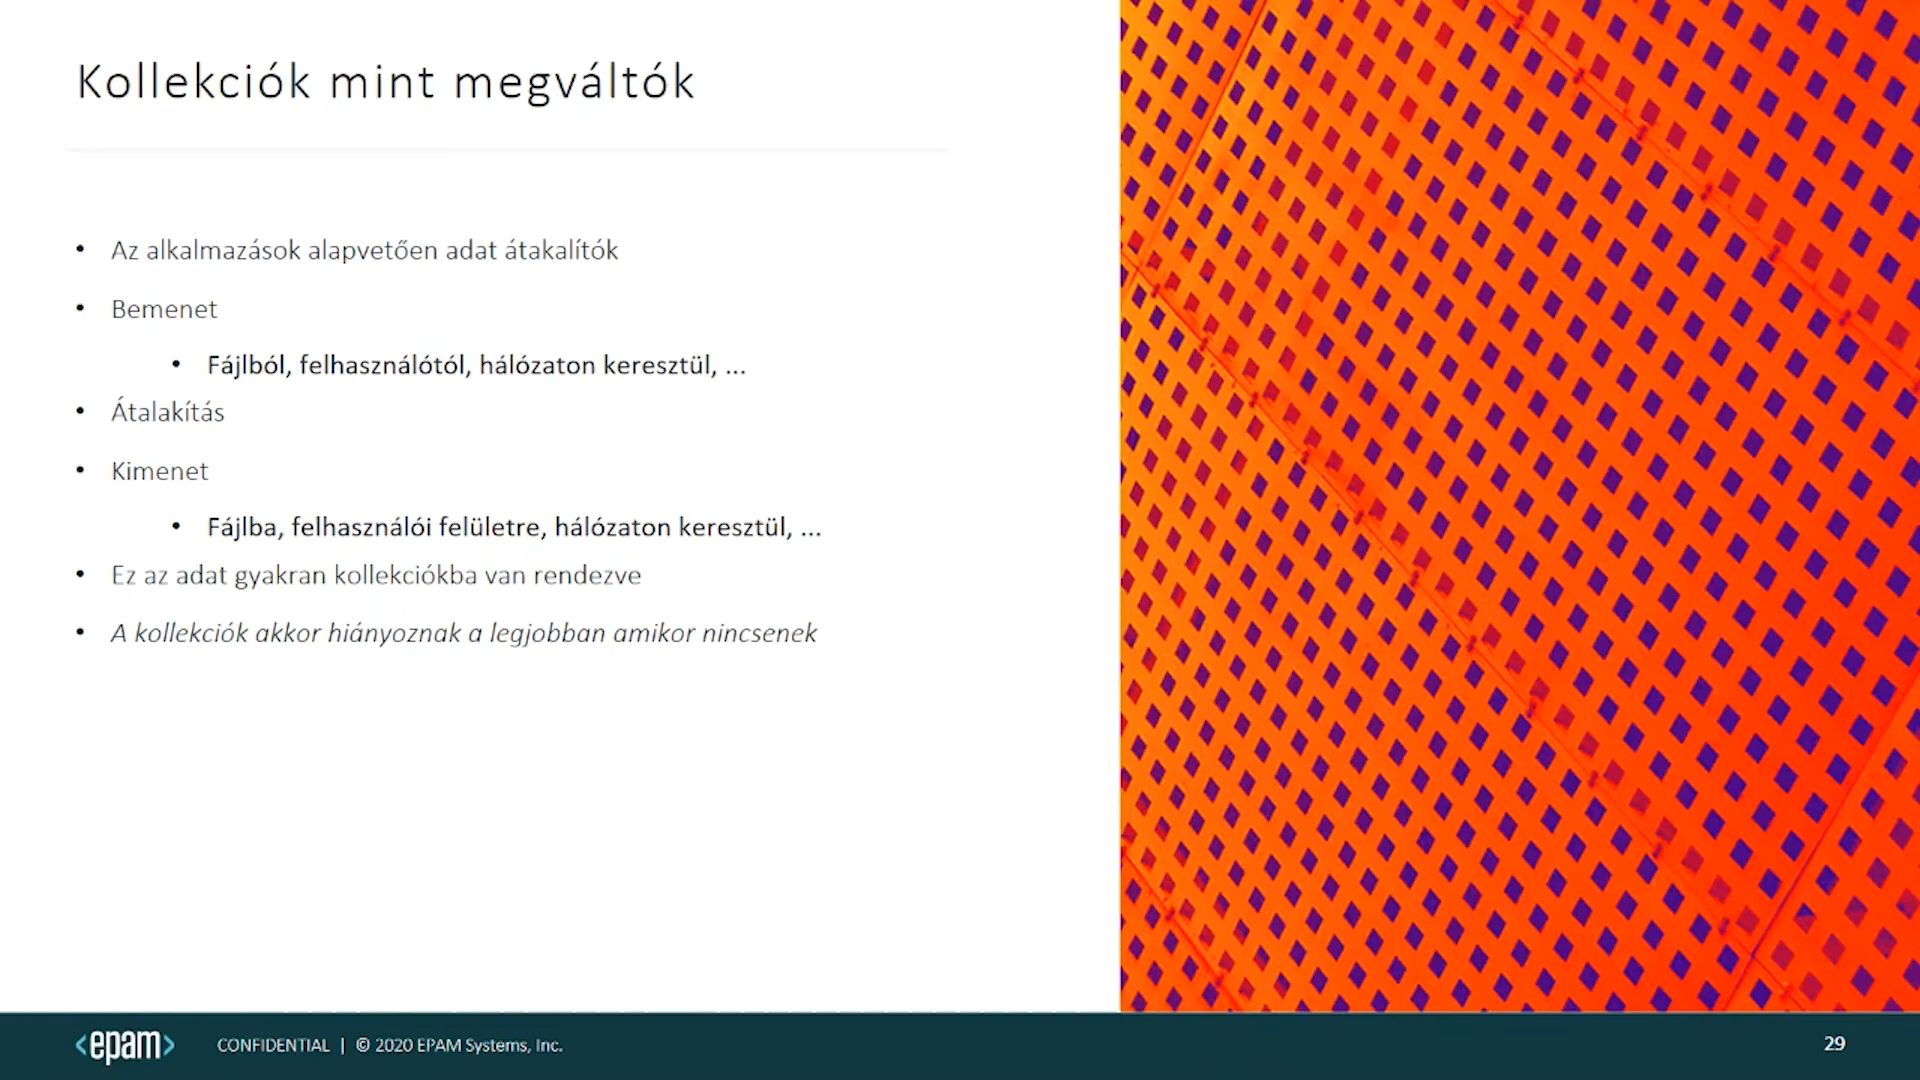 Kollekciók mint megváltók
• Az alkalmazások alapvetően adat átakalítók
• Bemenet
• Fájlból, felhasználótól, hálózaton keresztül, ...
• Átalakítás
• Kimenet
• Fájlba, felhasználói felületre, hálózaton keresztül, ...
• Ez az adat gyakran kollekciókba van rendezve
• A kollekciók akkor hiányoznak a legjobban amikor nincsenek
<epam> CONFIDENTIAL | © 2020 EPAM Systems, Inc. 29